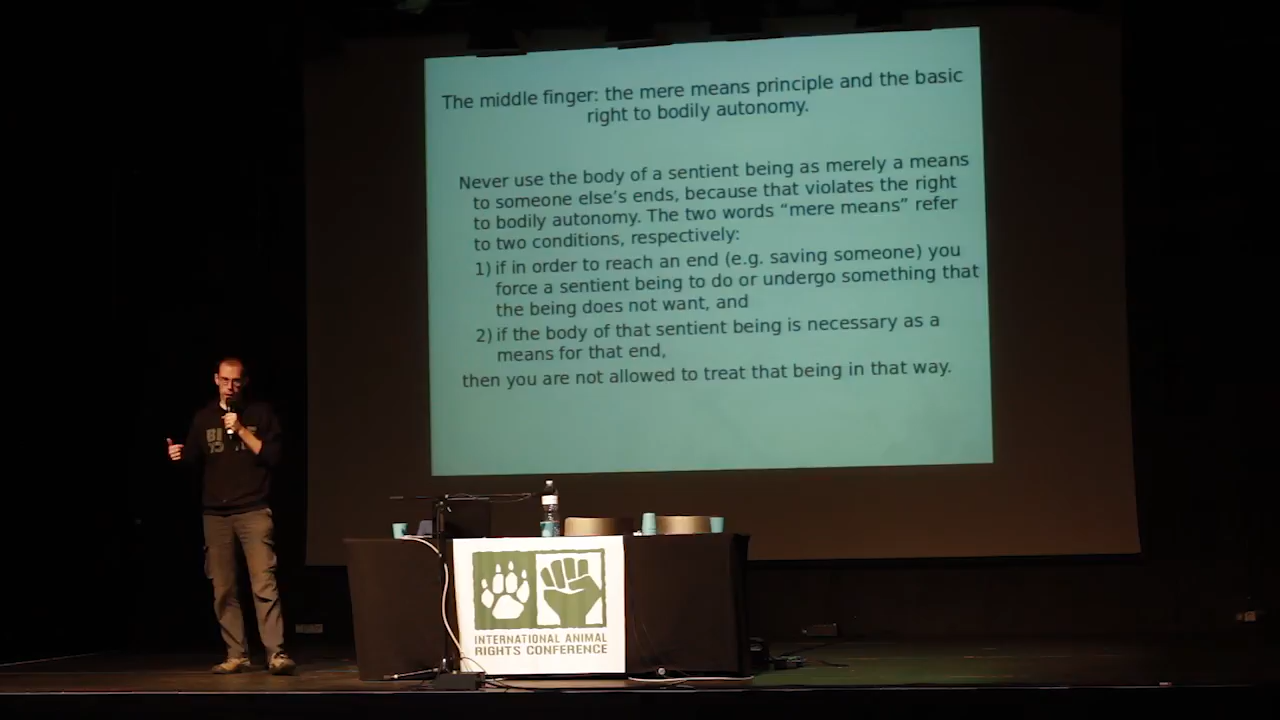 The middle finger: the mere means principle and the basic
right to bodily autonomy.
Never use the body of a sentient being as merely a means
to someone else’s ends, because that violates the right
to bodily autonomy. The two words “mere means” refer
to two conditions, respectively:
1) if in order to reach an end (e.g. saving someone) you
force a sentient being to do or undergo something that
the being does not want, and
2) if the body of that sentient being is necessary as a
means for that end,
then you are not allowed to treat that being in that way.
INTERNATIONAL ANIMAL
RIGHTS CONFERENCE